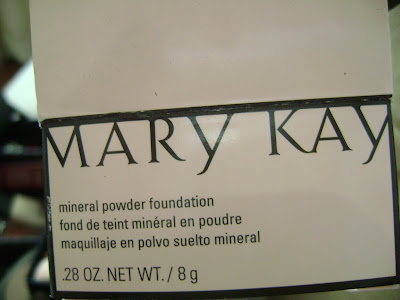 MARY KAY
mineral powder foundation
fond de teint minéral en poudre
maquillaje en polvo suelto mineral
.28 OZ. NET WT. / 8 g